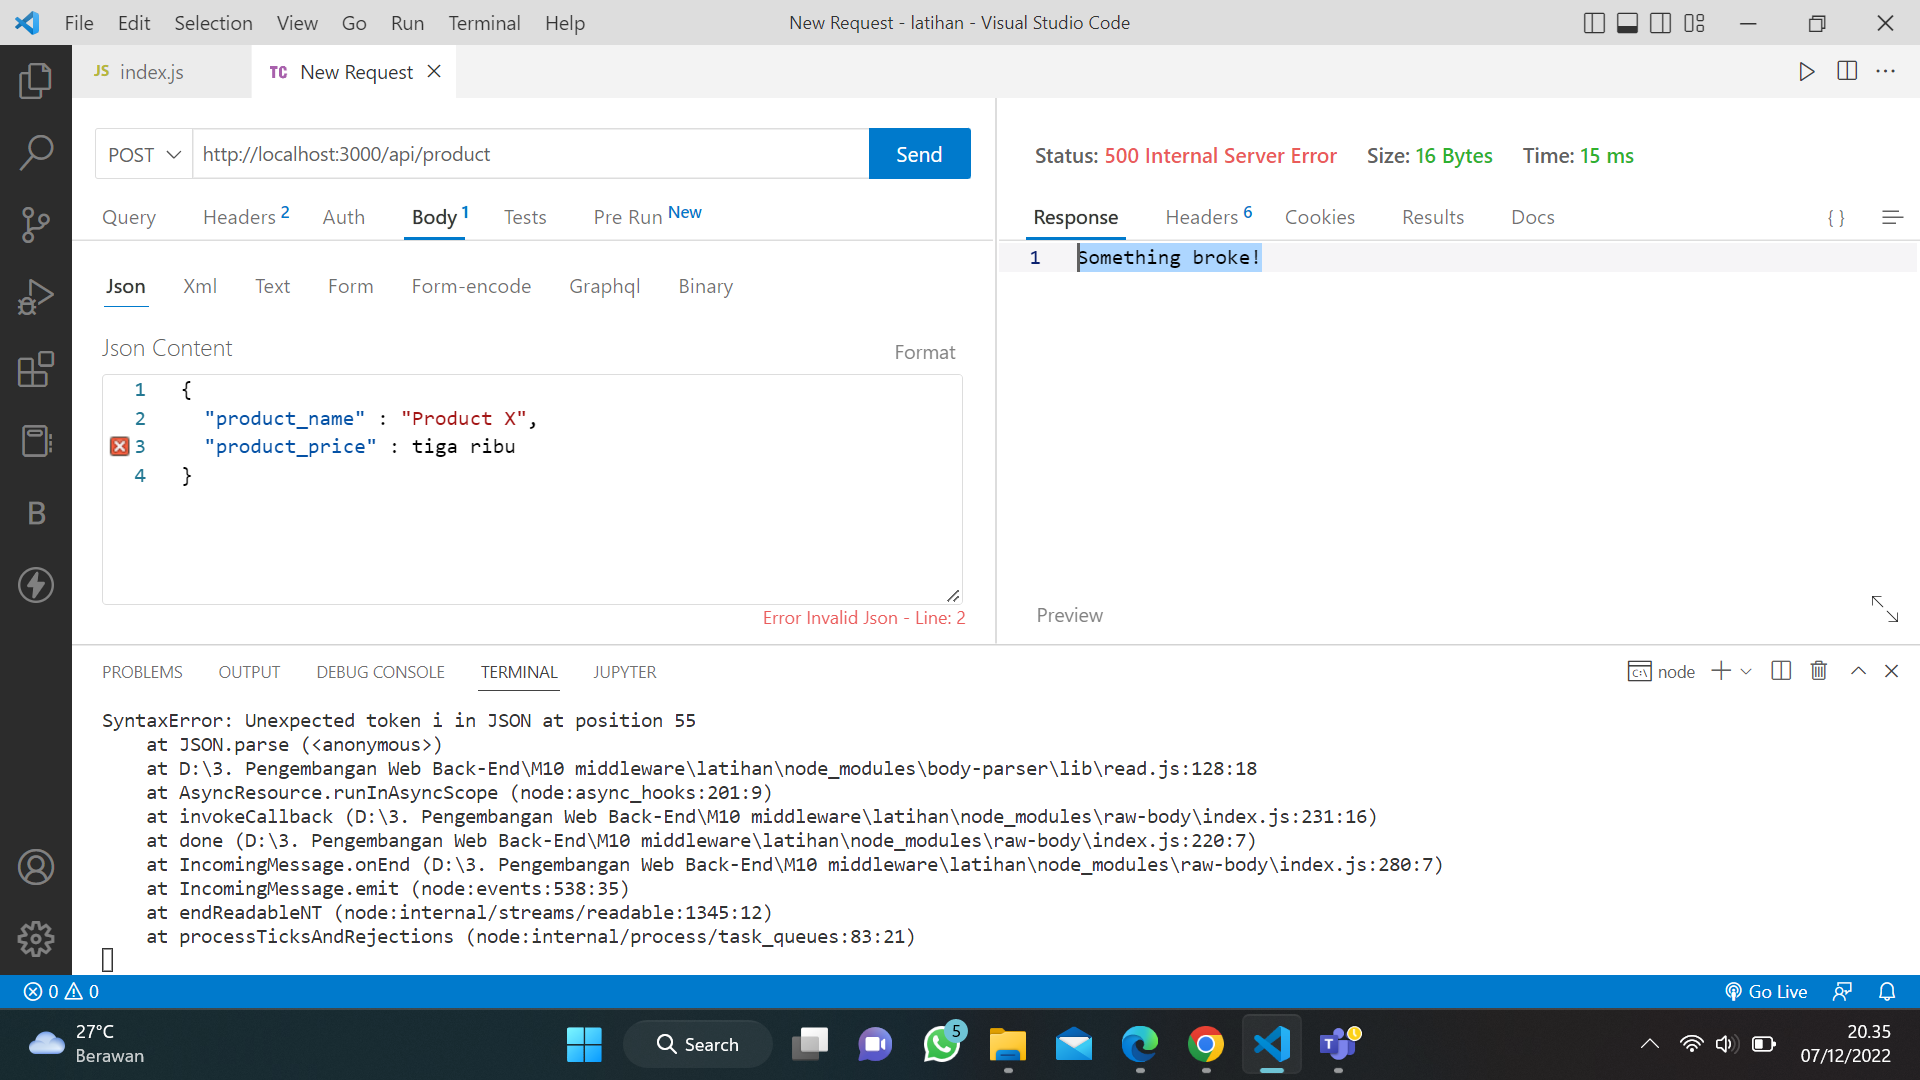 File Edit Selection View Go Run Terminal Help New Request - latihan - Visual Studio Code
JS index.js TC New Request
POST http://localhost:3000/api/product Send
Status: 500 Internal Server Error Size: 16 Bytes Time: 15 ms
Query Headers 2 Auth Body 1 Tests Pre Run New
Response Headers 6 Cookies Results Docs { }
1 Something broke!
Json Xml Text Form Form-encode Graphql Binary
Json Content Format
1 {
2 "product_name" : "Product X",
3 "product_price" : tiga ribu
4 }
Error Invalid Json - Line: 2
Preview
B
PROBLEMS OUTPUT DEBUG CONSOLE TERMINAL JUPYTER node
SyntaxError: Unexpected token i in JSON at position 55
at JSON.parse (<anonymous>)
at D:\3. Pengembangan Web Back-End\M10 middleware\latihan\node_modules\body-parser\lib\read.js:128:18
at AsyncResource.runInAsyncScope (node:async_hooks:201:9)
at invokeCallback (D:\3. Pengembangan Web Back-End\M10 middleware\latihan\node_modules\raw-body\index.js:231:16)
at done (D:\3. Pengembangan Web Back-End\M10 middleware\latihan\node_modules\raw-body\index.js:220:7)
at IncomingMessage.onEnd (D:\3. Pengembangan Web Back-End\M10 middleware\latihan\node_modules\raw-body\index.js:280:7)
at IncomingMessage.emit (node:events:538:35)
at endReadableNT (node:internal/streams/readable:1345:12)
at processTicksAndRejections (node:internal/process/task_queues:83:21)
0 0 Go Live
27°C
Berawan
Search
5
20.35
07/12/2022